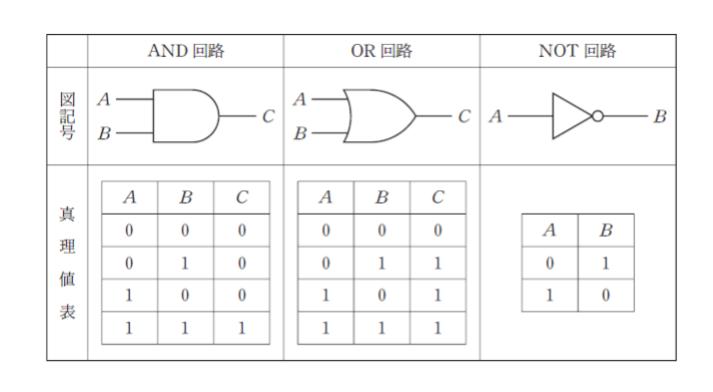 AND 回路 OR 回路 NOT 回路
図記号
A B C A B C A B
真理値表
A B C A B C
0 0 0 0 0 0 A B
0 1 0 0 1 1 0 1
1 0 0 1 0 1 1 0
1 1 1 1 1 1